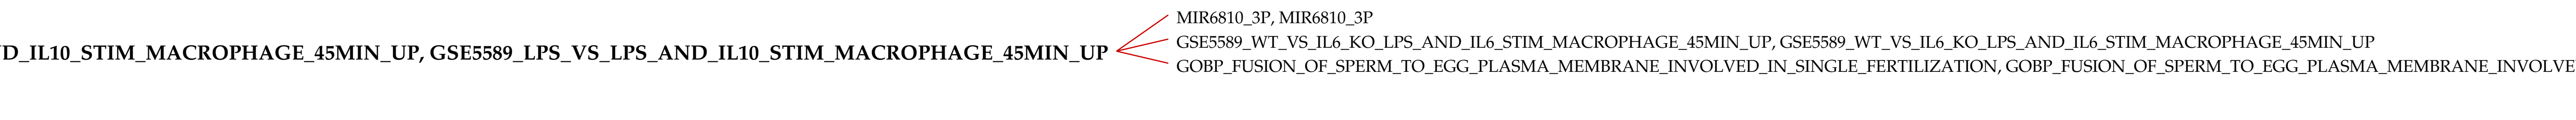 MIR6810_3P, MIR6810_3P
GSE5589_WT_VS_IL6_KO_LPS_AND_IL6_STIM_MACROPHAGE_45MIN_UP, GSE5589_WT_VS_IL6_KO_LPS_AND_IL6_STIM_MACROPHAGE_45MIN_UP
D_IL10_STIM_MACROPHAGE_45MIN_UP, GSE5589_LPS_VS_LPS_AND_IL10_STIM_MACROPHAGE_45MIN_UP
GOBP_FUSION_OF_SPERM_TO_EGG_PLASMA_MEMBRANE_INVOLVED_IN_SINGLE_FERTILIZATION, GOBP_FUSION_OF_SPERM_TO_EGG_PLASMA_MEMBRANE_INVOLVE